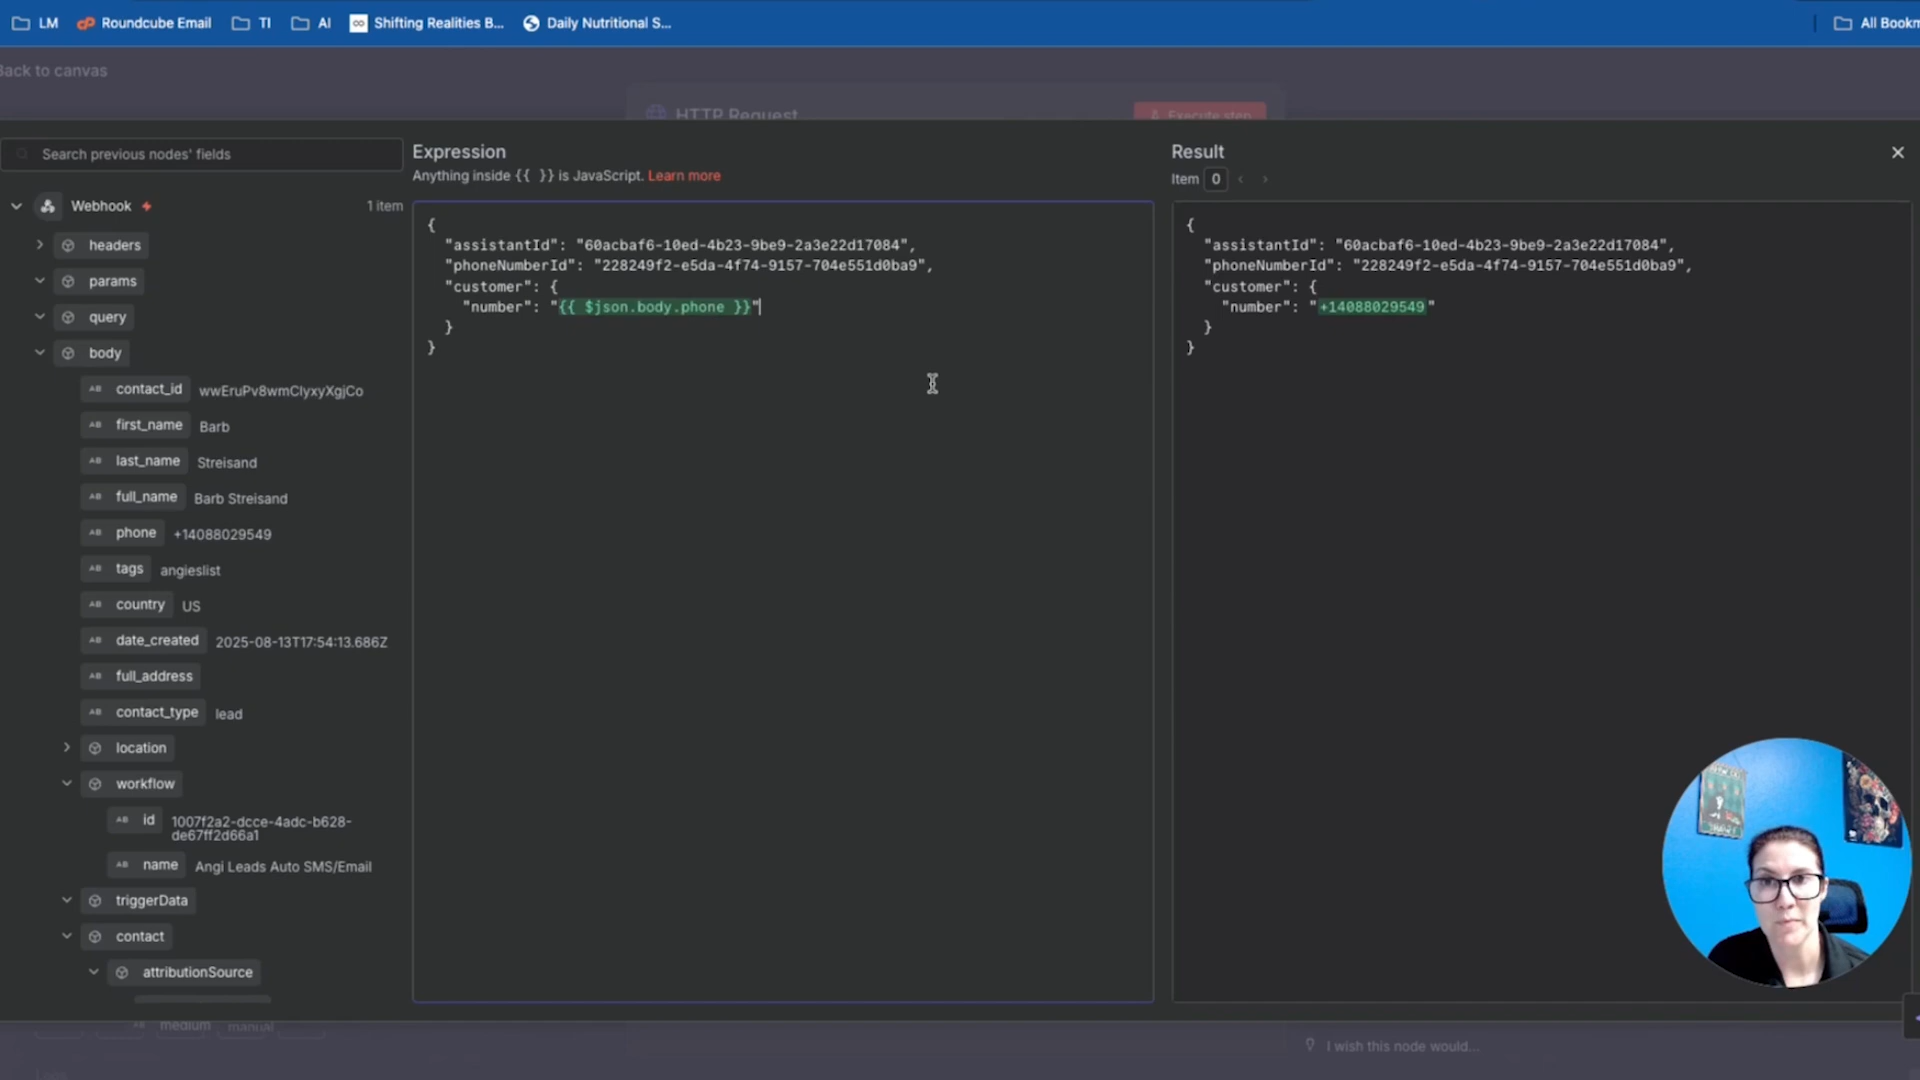 LM Roundcube Email TI AI Shifting Realities B... Daily Nutritional S... All Bookm
Back to canvas
HTTP Request Execute step
Search previous nodes' fields
Webhook 1 item
headers
params
query
body
contact_id wwEruPv8wmClyxyXgjCo
first_name Barb
last_name Streisand
full_name Barb Streisand
phone +14088029549
tags angieslist
country US
date_created 2025-08-13T17:54:13.686Z
full_address
contact_type lead
location
workflow
id 1007f2a2-dcce-4adc-b628-
de67ff2d66a1
name Angi Leads Auto SMS/Email
triggerData
contact
attributionSource
medium manual
Expression
Anything inside {{ }} is JavaScript. Learn more
{
"assistantId": "60acbaf6-10ed-4b23-9be9-2a3e22d17084",
"phoneNumberId": "228249f2-e5da-4f74-9157-704e551d0ba9",
"customer": {
"number": "{{ $json.body.phone }}"
}
}
Result
Item 0
{
"assistantId": "60acbaf6-10ed-4b23-9be9-2a3e22d17084",
"phoneNumberId": "228249f2-e5da-4f74-9157-704e551d0ba9",
"customer": {
"number": "+14088029549"
}
}
I wish this node would...